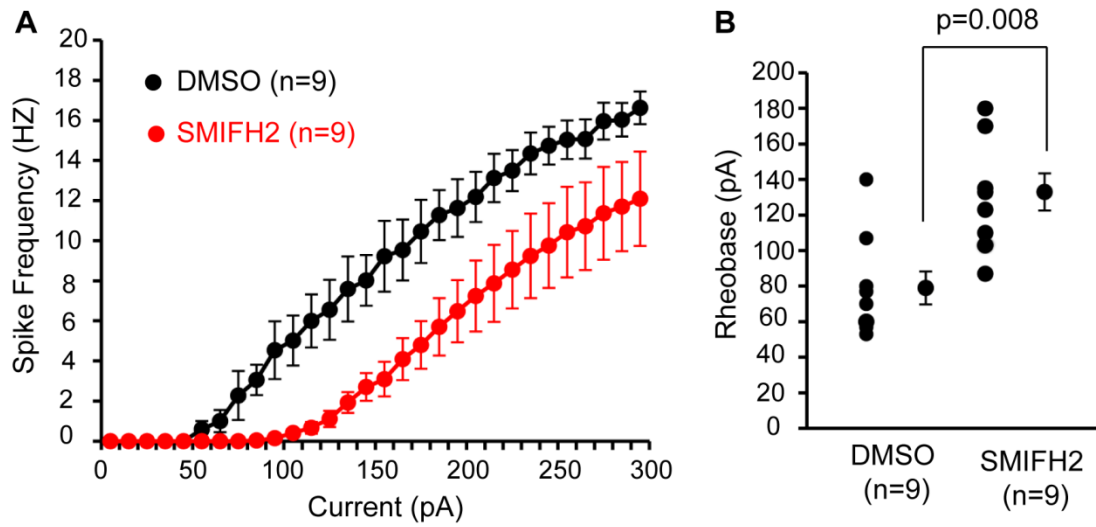 A
20
18
16
14
12
10
8
6
4
2
0
Spike Frequency (HZ)
DMSO (n=9)
SMIFH2 (n=9)
0 50 100 150 200 250 300
Current (pA)
B
p=0.008
200
180
160
140
120
100
80
60
40
20
0
Rheobase (pA)
DMSO SMIFH2
(n=9) (n=9)